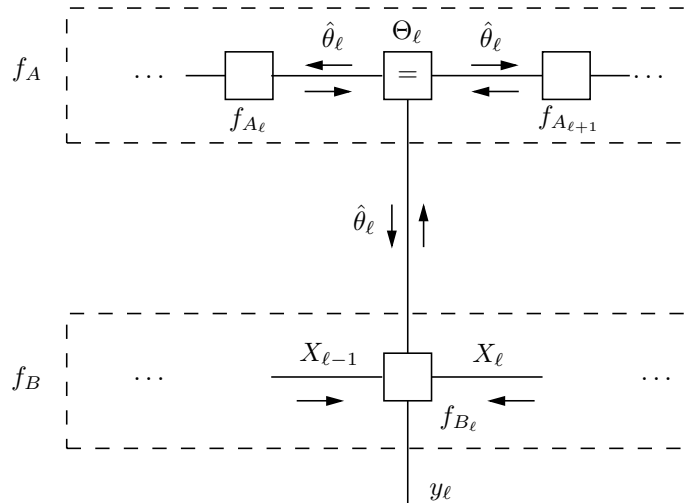 Θ_ℓ
θ̂_ℓ θ̂_ℓ
f_A ... = ...
f_{A_ℓ} f_{A_{ℓ+1}}
θ̂_ℓ
X_{ℓ−1} X_ℓ
f_B ... ...
f_{B_ℓ}
y_ℓ